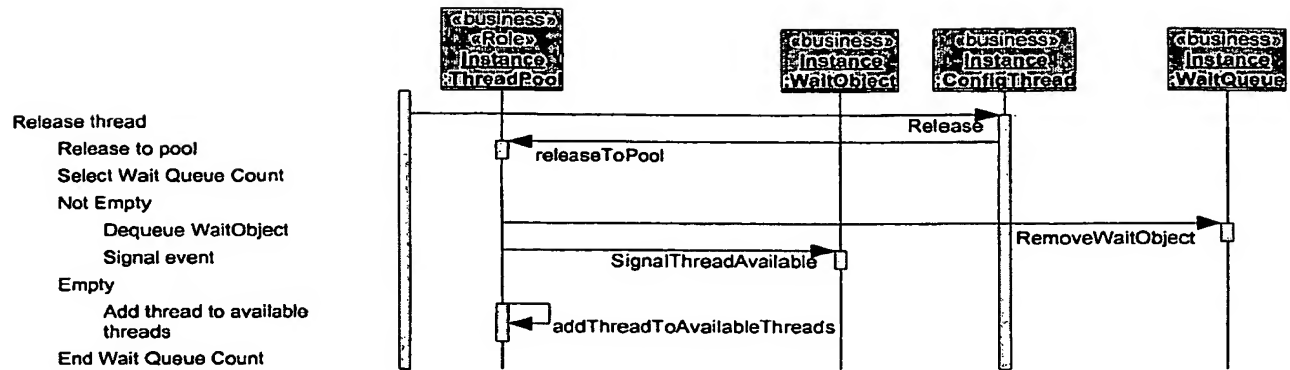 «business»
«Role»
Instance
:ThreadPool
«business»
Instance
:WaitObject
«business»
Instance
:ConfigThread
«business»
Instance
:WaitQueue
Release thread
Release
Release to pool
releaseToPool
Select Wait Queue Count
Not Empty
Dequeue WaitObject
RemoveWaitObject
Signal event
SignalThreadAvailable
Empty
Add thread to available
threads
addThreadToAvailableThreads
End Wait Queue Count